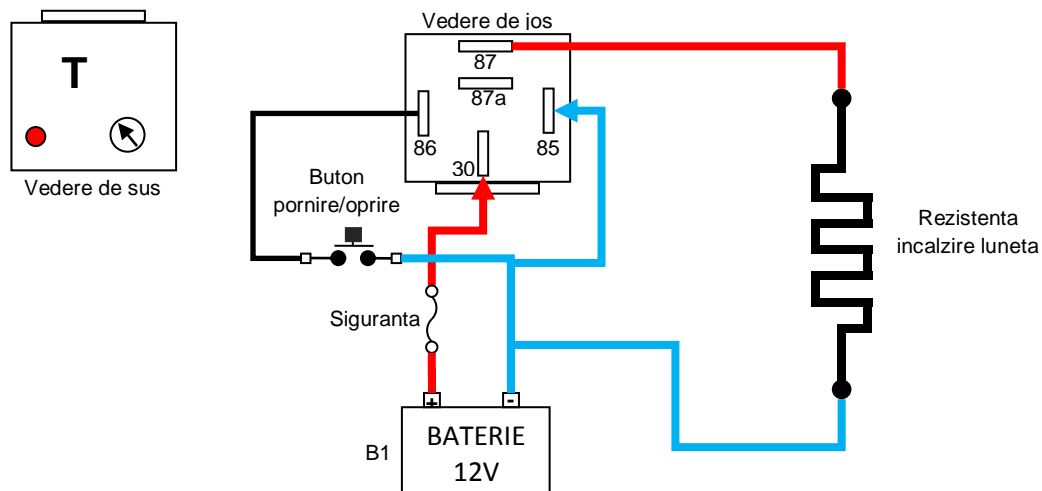 T
Vedere de sus
Vedere de jos
87
87a
86
85
30
Buton
pornire/oprire
Siguranta
Rezistenta
incalzire luneta
+
-
B1
BATERIE
12V